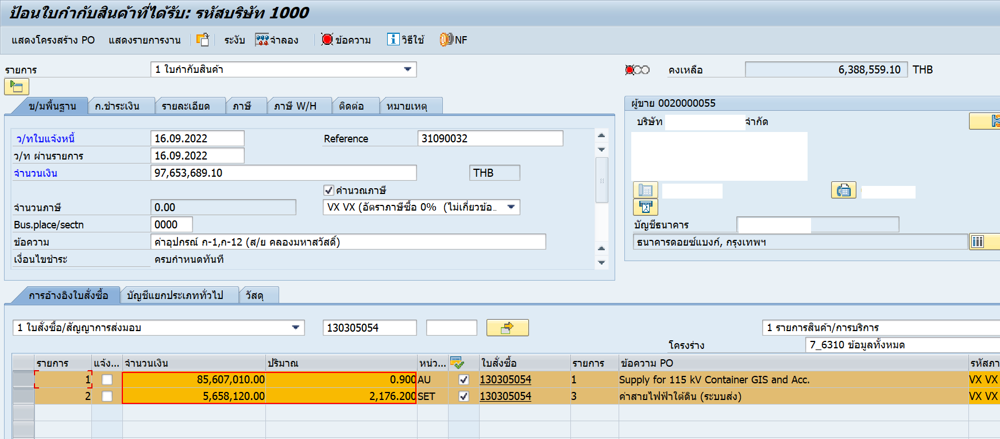 ป้อนใบกำกับสินค้าที่ได้รับ: รหัสบริษัท 1000
แสดงโครงสร้าง PO แสดงรายการงาน ระงับ จำลอง ข้อความ วิธีใช้ NF
รายการ 1 ใบกำกับสินค้า คงเหลือ 6,388,559.10 THB
ข/มพื้นฐาน ก.ชำระเงิน รายละเอียด ภาษี ภาษี W/H ติดต่อ หมายเหตุ
ผู้ขาย 0020000055
บริษัท จำกัด
ว/ทใบแจ้งหนี้ 16.09.2022 Reference 31090032
ว/ท ผ่านรายการ 16.09.2022
จำนวนเงิน 97,653,689.10 THB
คำนวณภาษี
จำนวนภาษี 0.00 VX VX (อัตราภาษีซื้อ 0% (ไม่เกี่ยวข้อ...
Bus.place/sectn 0000
ข้อความ ค่าอุปกรณ์ ก-1,ก-12 (ส/ย คลองมหาสวัสดิ์)
เงื่อนไขชำระ ครบกำหนดทันที
บัญชีธนาคาร
ธนาคารดอยซ์แบงก์, กรุงเทพฯ
การอ้างอิงใบสั่งซื้อ บัญชีแยกประเภททั่วไป วัสดุ
1 ใบสั่งซื้อ/สัญญาการส่งมอบ 130305054 1 รายการสินค้า/การบริการ
โครงร่าง 7_6310 ข้อมูลทั้งหมด
รายการ แจ้ง... จำนวนเงิน ปริมาณ หน่ว... ใบสั่งซื้อ รายการ ข้อความ PO รหัสภา
1 85,607,010.00 0.900 AU 130305054 1 Supply for 115 kV Container GIS and Acc. VX VX
2 5,658,120.00 2,176.200 SET 130305054 3 ค่าสายไฟฟ้าใต้ดิน (ระบบส่ง) VX VX